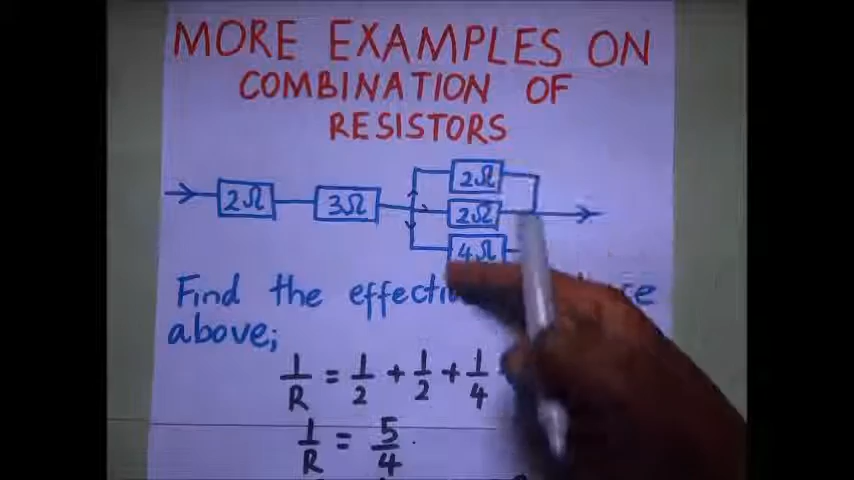 MORE EXAMPLES ON
COMBINATION OF
RESISTORS
2Ω 3Ω 2Ω
2Ω
4Ω
Find the
above;
1/R = 1/2 + 1/2 + 1/4
1/R = 5/4